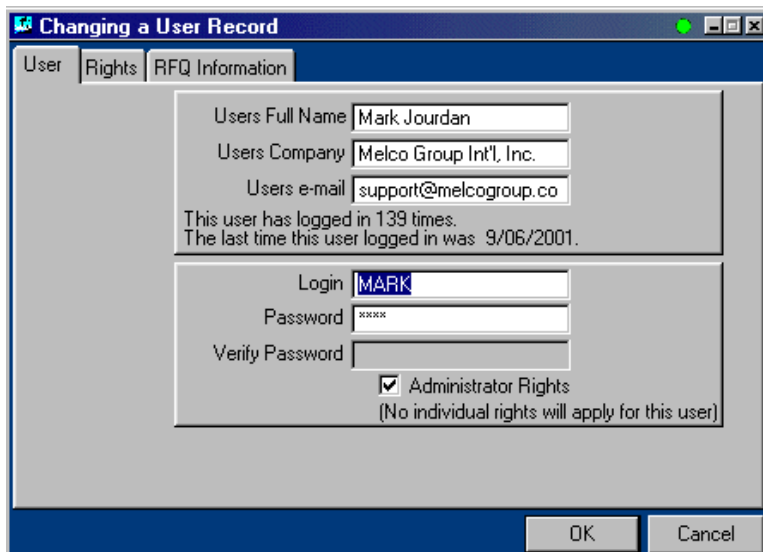 Changing a User Record
User Rights RFQ Information
Users Full Name Mark Jourdan
Users Company Melco Group Int'l, Inc.
Users e-mail support@melcogroup.co
This user has logged in 139 times.
The last time this user logged in was 9/06/2001.
Login MARK
Password ****
Verify Password
Administrator Rights
(No individual rights will apply for this user)
OK Cancel